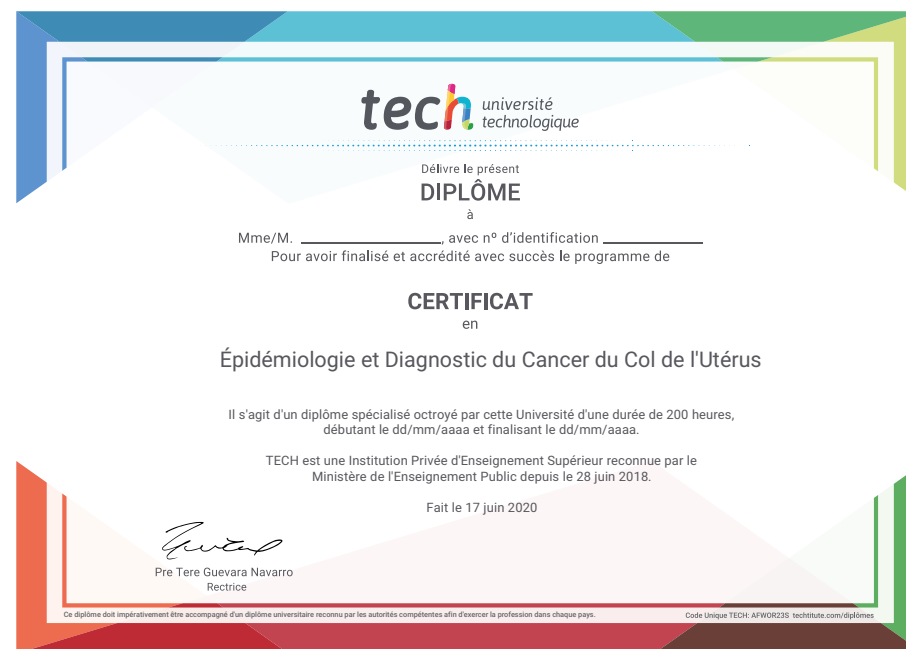 tech université
technologique
Délivre le présent
DIPLÔME
à
Mme/M. ____________________, avec nº d'identification ______________
Pour avoir finalisé et accrédité avec succès le programme de
CERTIFICAT
en
Épidémiologie et Diagnostic du Cancer du Col de l'Utérus
Il s'agit d'un diplôme spécialisé octroyé par cette Université d'une durée de 200 heures,
débutant le dd/mm/aaaa et finalisant le dd/mm/aaaa.
TECH est une Institution Privée d'Enseignement Supérieur reconnue par le
Ministère de l'Enseignement Public depuis le 28 juin 2018.
Fait le 17 juin 2020
Pre Tere Guevara Navarro
Rectrice
Ce diplôme doit impérativement être accompagné d'un diplôme universitaire reconnu par les autorités compétentes afin d'exercer la profession dans chaque pays.
Code Unique TECH: AFWOR23S techtitute.com/diplômes